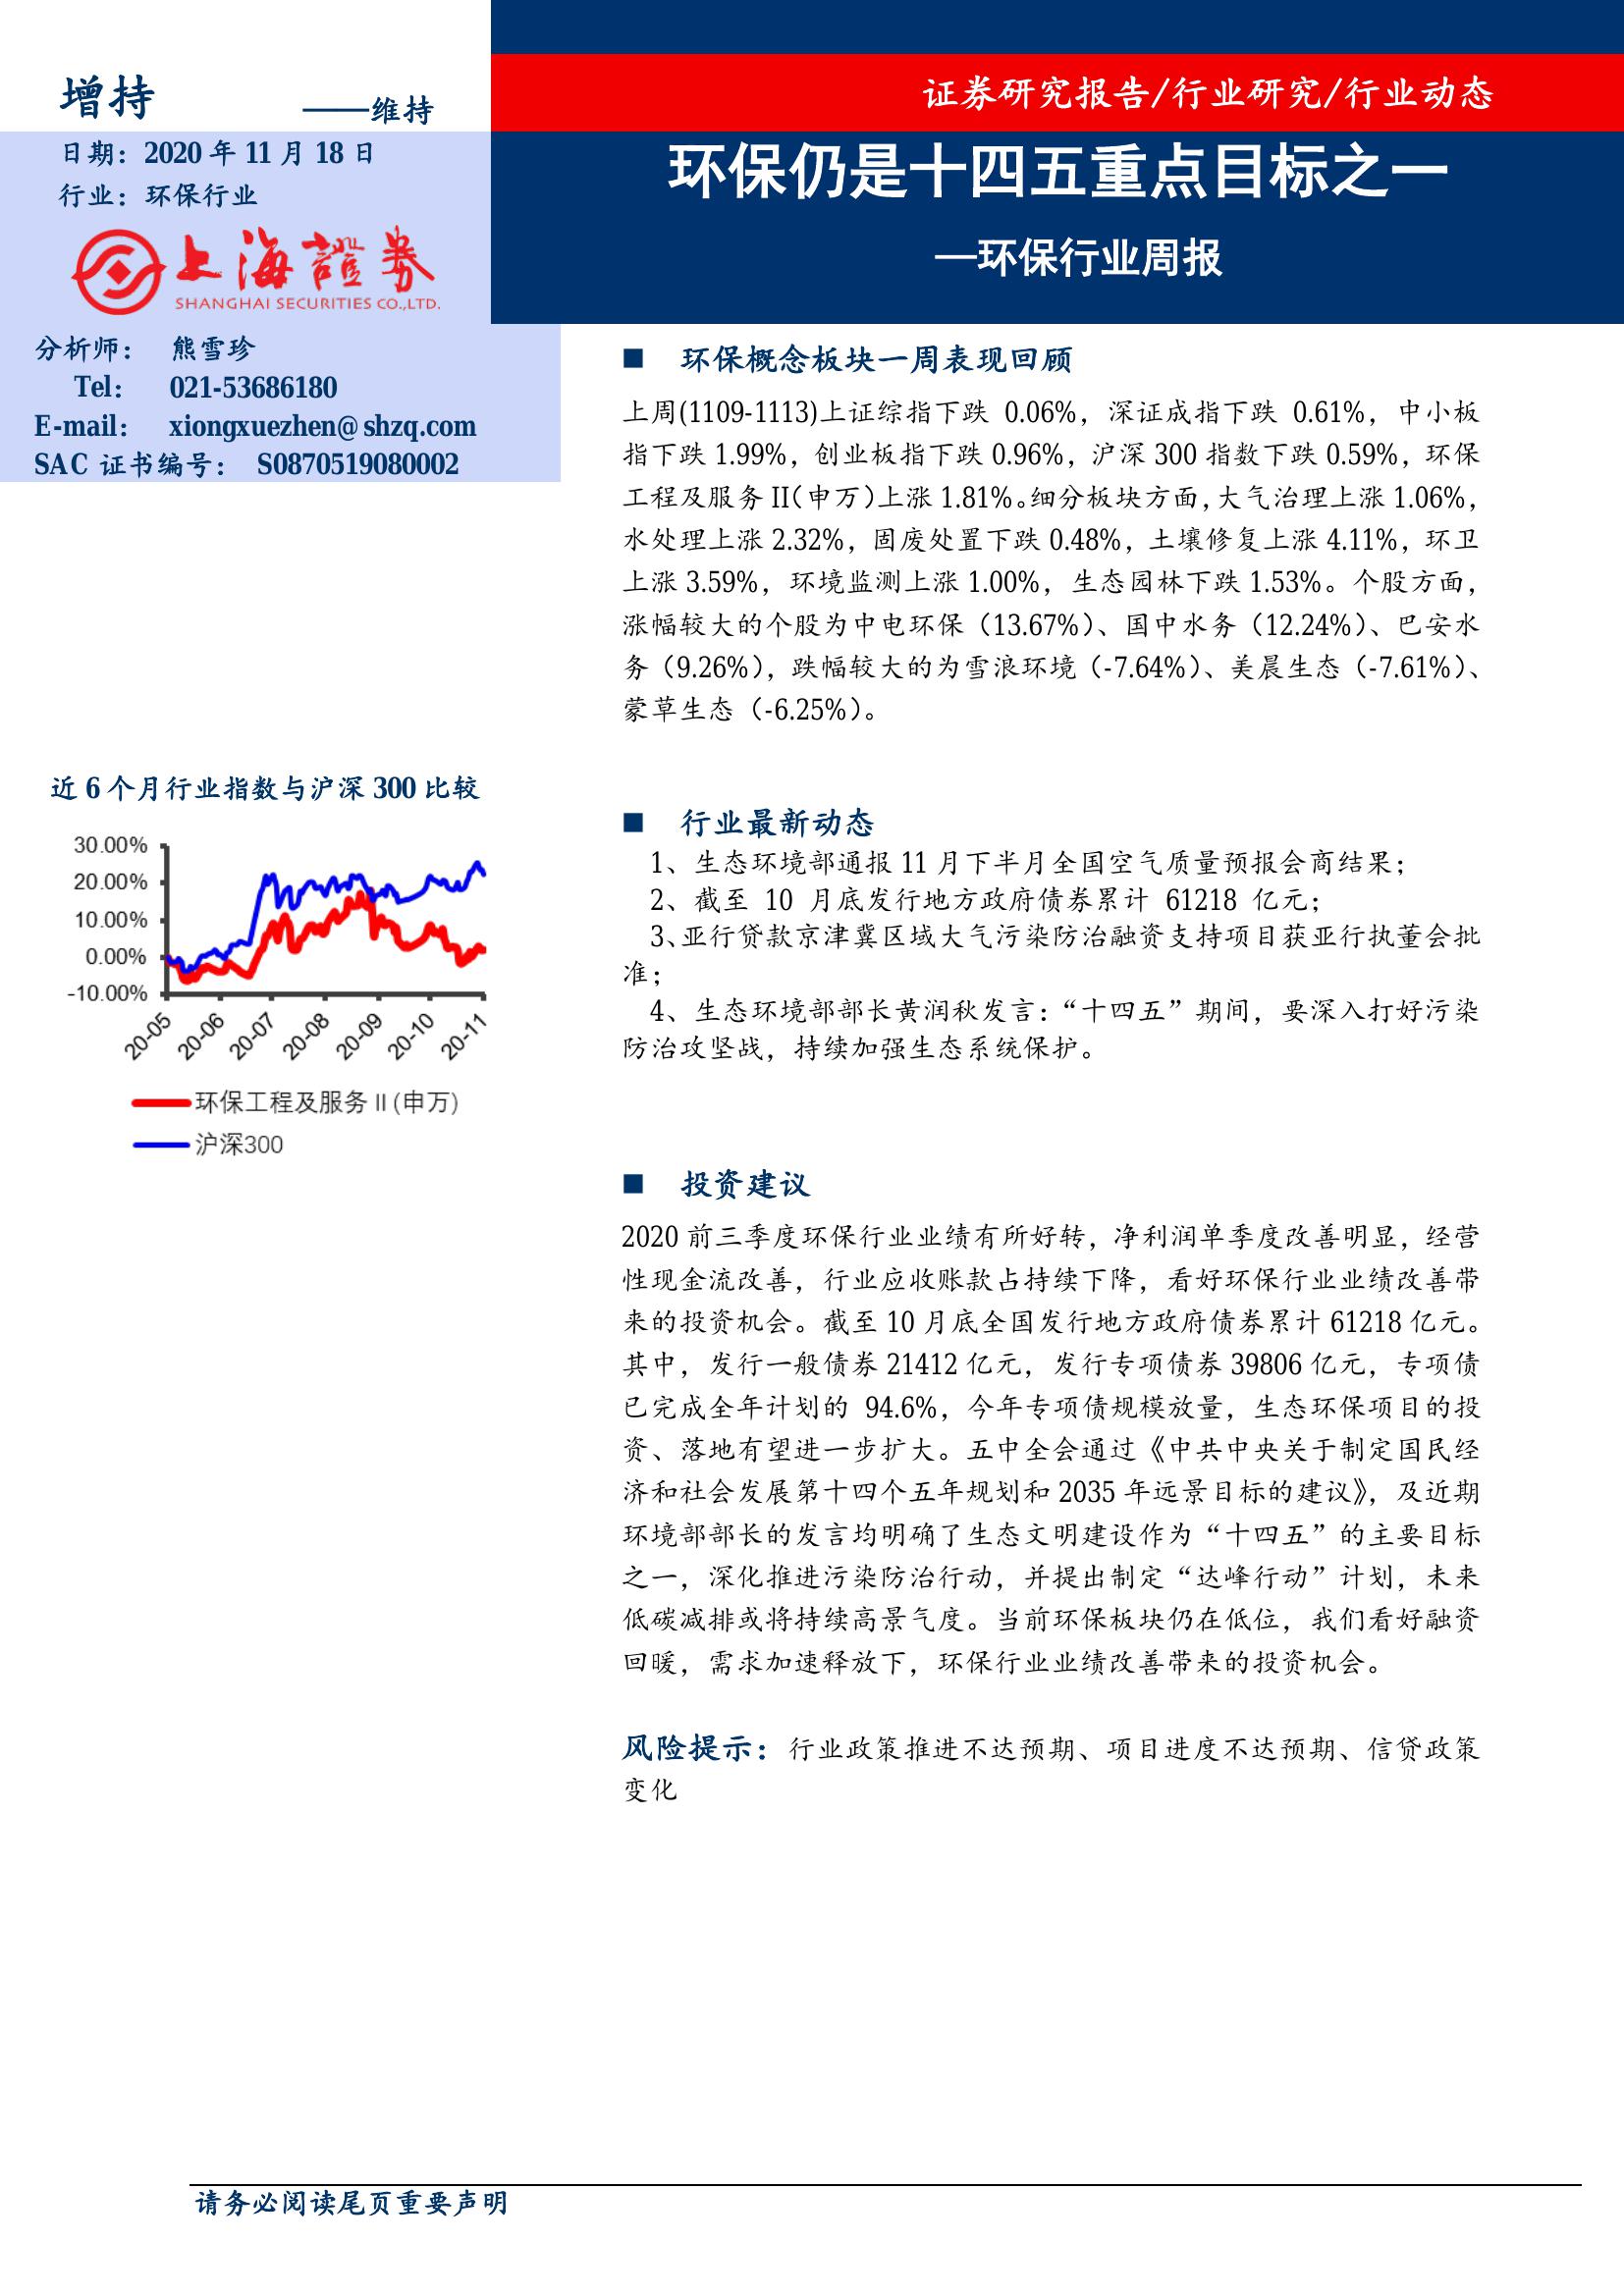 增持 ——维持
日期：2020 年 11 月 18 日
行业：环保行业
上海證券
SHANGHAI SECURITIES CO.,LTD.
分析师： 熊雪珍
Tel： 021-53686180
E-mail： xiongxuezhen@shzq.com
SAC 证书编号： S0870519080002
近 6 个月行业指数与沪深 300 比较
30.00%
20.00%
10.00%
0.00%
-10.00%
20-05 20-06 20-07 20-08 20-09 20-10 20-11
环保工程及服务 II (申万)
沪深300
证券研究报告/行业研究/行业动态
环保仍是十四五重点目标之一
—环保行业周报
■ 环保概念板块一周表现回顾
上周(1109-1113)上证综指下跌 0.06%，深证成指下跌 0.61%，中小板
指下跌 1.99%，创业板指下跌 0.96%，沪深 300 指数下跌 0.59%，环保
工程及服务 II（申万）上涨 1.81%。细分板块方面，大气治理上涨 1.06%，
水处理上涨 2.32%，固废处置下跌 0.48%，土壤修复上涨 4.11%，环卫
上涨 3.59%，环境监测上涨 1.00%，生态园林下跌 1.53%。个股方面，
涨幅较大的个股为中电环保（13.67%）、国中水务（12.24%）、巴安水
务（9.26%），跌幅较大的为雪浪环境（-7.64%）、美晨生态（-7.61%）、
蒙草生态（-6.25%）。
■ 行业最新动态
1、生态环境部通报 11 月下半月全国空气质量预报会商结果；
2、截至 10 月底发行地方政府债券累计 61218 亿元；
3、亚行贷款京津冀区域大气污染防治融资支持项目获亚行执董会批
准；
4、生态环境部部长黄润秋发言：“十四五”期间，要深入打好污染
防治攻坚战，持续加强生态系统保护。
■ 投资建议
2020 前三季度环保行业业绩有所好转，净利润单季度改善明显，经营
性现金流改善，行业应收账款占持续下降，看好环保行业业绩改善带
来的投资机会。截至 10 月底全国发行地方政府债券累计 61218 亿元。
其中，发行一般债券 21412 亿元，发行专项债券 39806 亿元，专项债
已完成全年计划的 94.6%，今年专项债规模放量，生态环保项目的投
资、落地有望进一步扩大。五中全会通过《中共中央关于制定国民经
济和社会发展第十四个五年规划和 2035 年远景目标的建议》，及近期
环境部部长的发言均明确了生态文明建设作为“十四五”的主要目标
之一，深化推进污染防治行动，并提出制定“达峰行动”计划，未来
低碳减排或将持续高景气度。当前环保板块仍在低位，我们看好融资
回暖，需求加速释放下，环保行业业绩改善带来的投资机会。
风险提示：行业政策推进不达预期、项目进度不达预期、信贷政策
变化
请务必阅读尾页重要声明